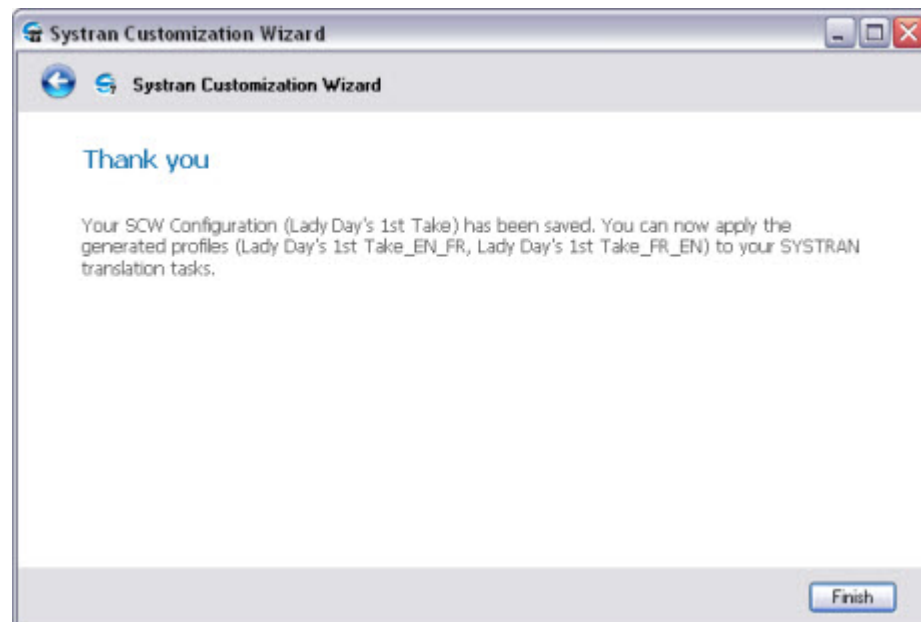 Systran Customization Wizard
Systran Customization Wizard
Thank you
Your SCW Configuration (Lady Day's 1st Take) has been saved. You can now apply the
generated profiles (Lady Day's 1st Take_EN_FR, Lady Day's 1st Take_FR_EN) to your SYSTRAN
translation tasks.
Finish